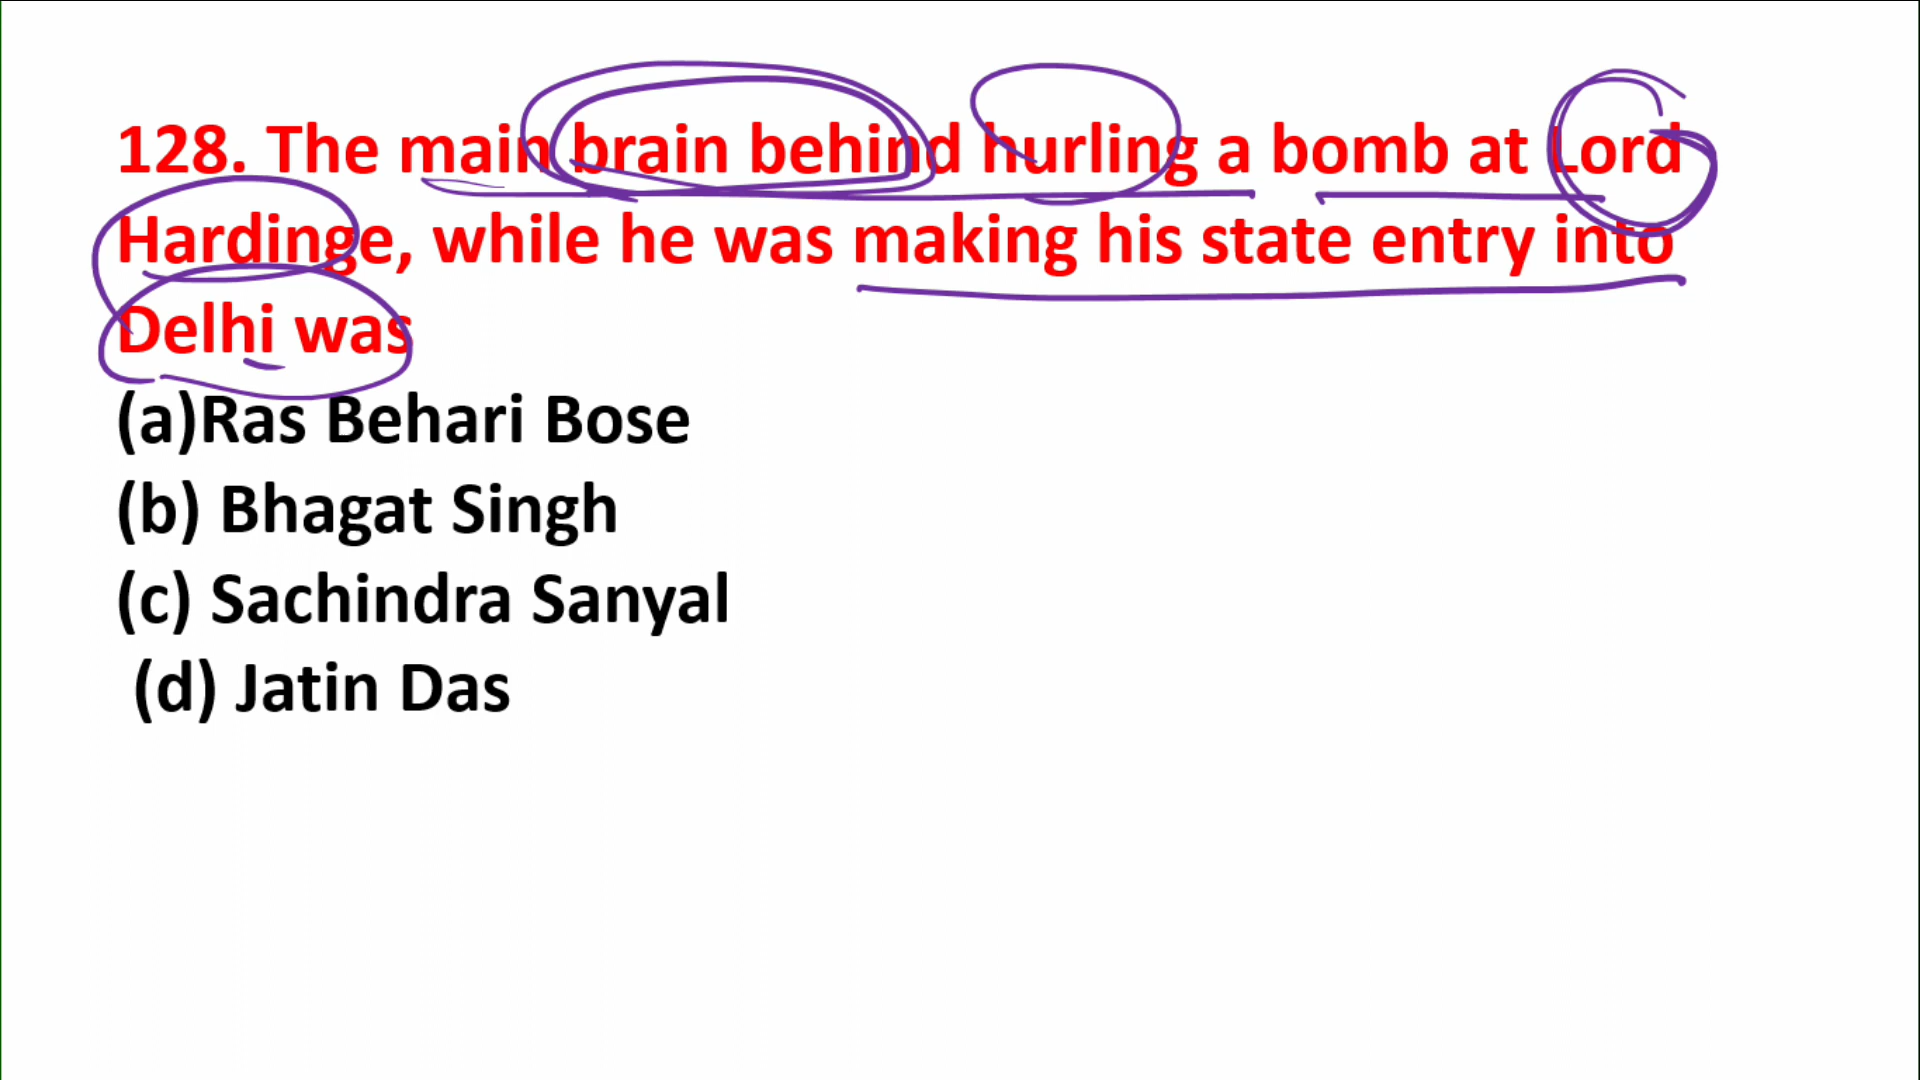 128. The main brain behind hurling a bomb at Lord
Hardinge, while he was making his state entry into
Delhi was
(a)Ras Behari Bose
(b) Bhagat Singh
(c) Sachindra Sanyal
(d) Jatin Das